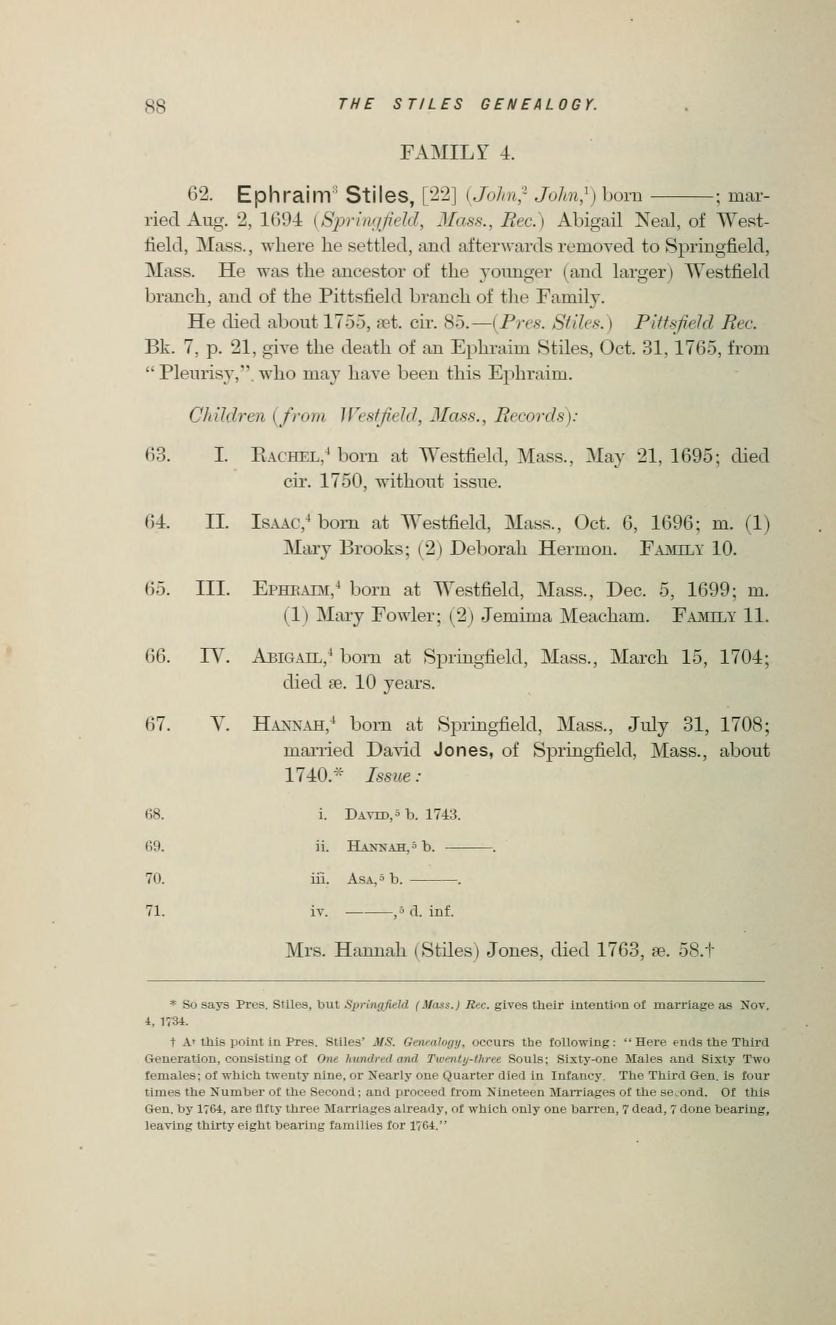 88 THE STILES GENEALOGY.
FAMILY 4.
62. Ephraim³ Stiles, [22] (John,² John,¹) born ———; mar-
ried Aug. 2, 1694 (Springfield, Mass., Rec.) Abigail Neal, of West-
field, Mass., where he settled, and afterwards removed to Springfield,
Mass. He was the ancestor of the younger (and larger) Westfield
branch, and of the Pittsfield branch of the Family.
He died about 1755, æt. cir. 85.—(Pres. Stiles.) Pittsfield Rec.
Bk. 7, p. 21, give the death of an Ephraim Stiles, Oct. 31, 1765, from
“Pleurisy,” who may have been this Ephraim.
Children (from Westfield, Mass., Records):
63. I. RACHEL,⁴ born at Westfield, Mass., May 21, 1695; died
cir. 1750, without issue.
64. II. ISAAC,⁴ born at Westfield, Mass., Oct. 6, 1696; m. (1)
Mary Brooks; (2) Deborah Hermon. FAMILY 10.
65. III. EPHRAIM,⁴ born at Westfield, Mass., Dec. 5, 1699; m.
(1) Mary Fowler; (2) Jemima Meacham. FAMILY 11.
66. IV. ABIGAIL,⁴ born at Springfield, Mass., March 15, 1704;
died æ. 10 years.
67. V. HANNAH,⁴ born at Springfield, Mass., July 31, 1708;
married David Jones, of Springfield, Mass., about
1740.* Issue:
68. i. DAVID,⁵ b. 1743.
69. ii. HANNAH,⁵ b. ———.
70. iii. ASA,⁵ b. ———.
71. iv. ———,⁵ d. inf.
Mrs. Hannah (Stiles) Jones, died 1763, æ. 58.†
* So says Pres. Stiles, but Springfield (Mass.) Rec. gives their intention of marriage as Nov.
4, 1734.
† At this point in Pres. Stiles’ MS. Genealogy, occurs the following: “Here ends the Third
Generation, consisting of One hundred and Twenty-three Souls; Sixty-one Males and Sixty Two
females; of which twenty nine, or Nearly one Quarter died in Infancy. The Third Gen. is four
times the Number of the Second; and proceed from Nineteen Marriages of the second. Of this
Gen. by 1764, are fifty three Marriages already, of which only one barren, 7 dead, 7 done bearing,
leaving thirty eight bearing families for 1764.”